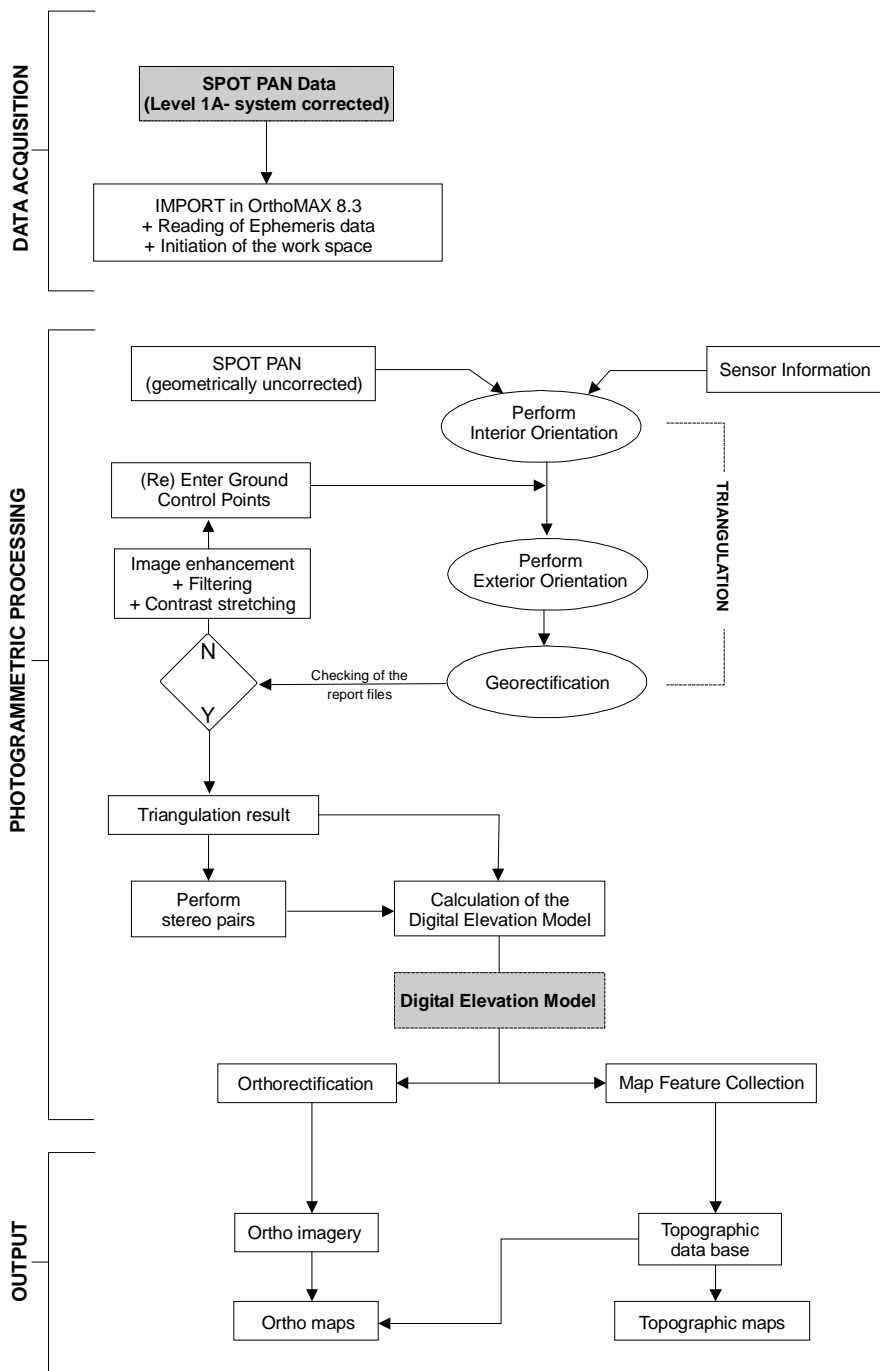 DATA ACQUISITION
SPOT PAN Data
(Level 1A- system corrected)
IMPORT in OrthoMAX 8.3
+ Reading of Ephemeris data
+ Initiation of the work space
PHOTOGRAMMETRIC PROCESSING
SPOT PAN
(geometrically uncorrected)
Sensor Information
Perform
Interior Orientation
(Re) Enter Ground
Control Points
TRIANGULATION
Image enhancement
+ Filtering
+ Contrast stretching
Perform
Exterior Orientation
N
Y
Checking of the
report files
Georectification
Triangulation result
Perform
stereo pairs
Calculation of the
Digital Elevation Model
Digital Elevation Model
Orthorectification
Map Feature Collection
OUTPUT
Ortho imagery
Topographic
data base
Ortho maps
Topographic maps